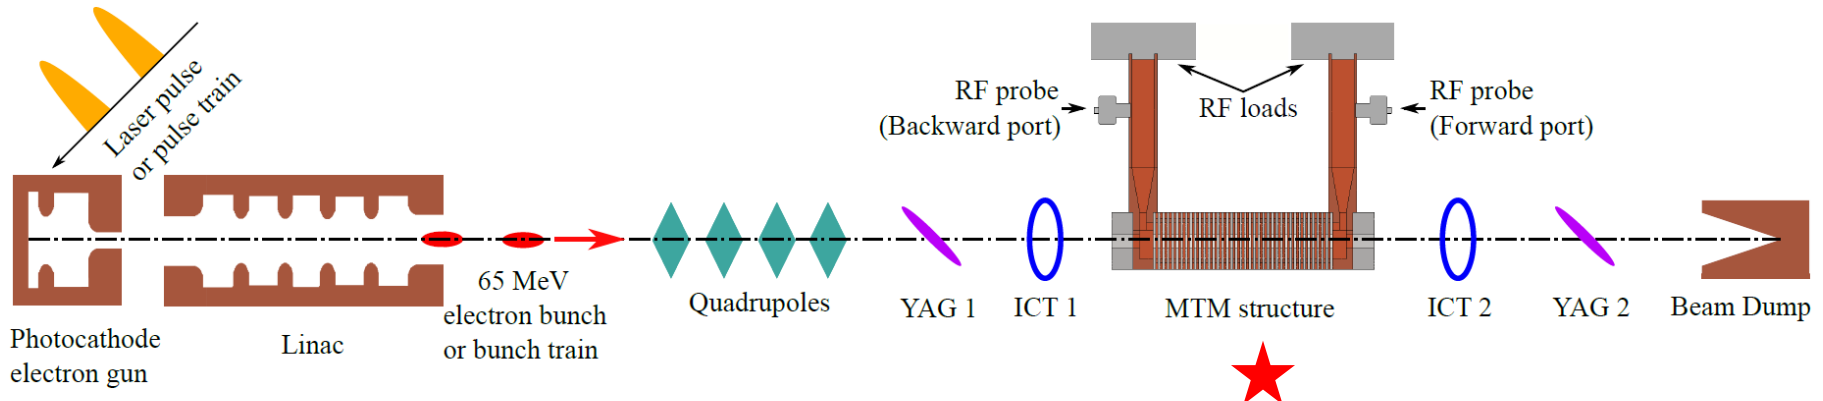 Laser pulse
or pulse train
RF probe
(Backward port)
RF loads
RF probe
(Forward port)
65 MeV
electron bunch
or bunch train
Quadrupoles
YAG 1
ICT 1
MTM structure
ICT 2
YAG 2
Beam Dump
Photocathode
electron gun
Linac